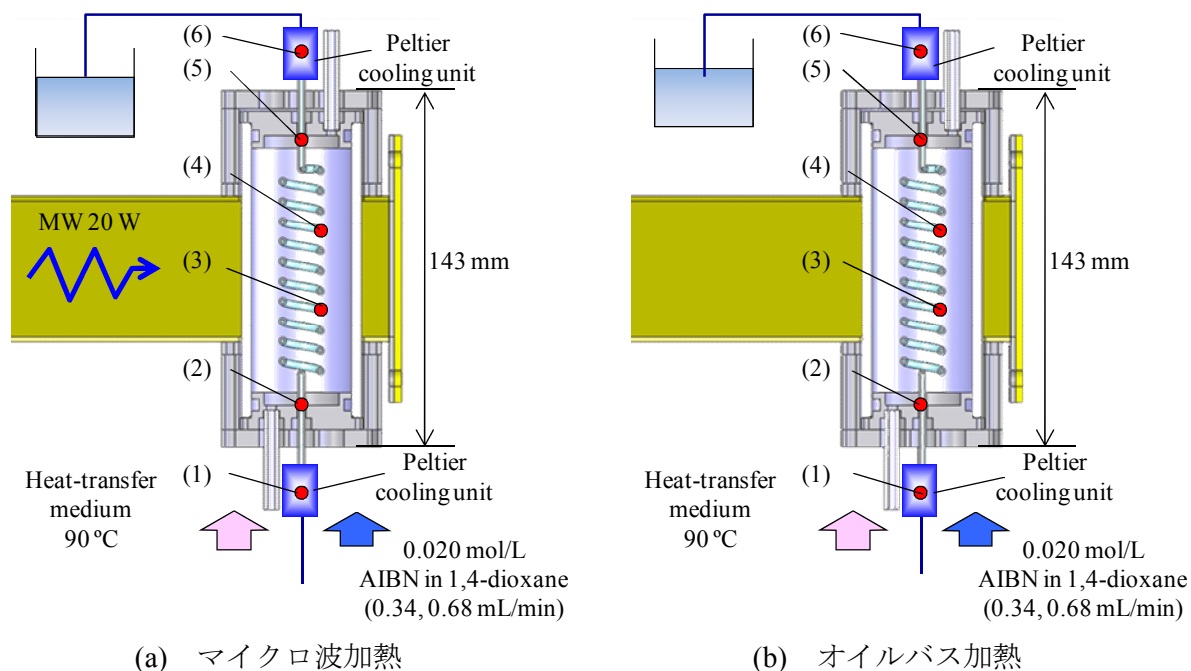 (6)
Peltier
cooling unit
(5)
(4)
MW 20 W
(3)
143 mm
(2)
(1)
Peltier
cooling unit
Heat-transfer
medium
90 ºC
0.020 mol/L
AIBN in 1,4-dioxane
(0.34, 0.68 mL/min)
(a) マイクロ波加熱
(6)
Peltier
cooling unit
(5)
(4)
(3)
143 mm
(2)
(1)
Peltier
cooling unit
Heat-transfer
medium
90 ºC
0.020 mol/L
AIBN in 1,4-dioxane
(0.34, 0.68 mL/min)
(b) オイルバス加熱